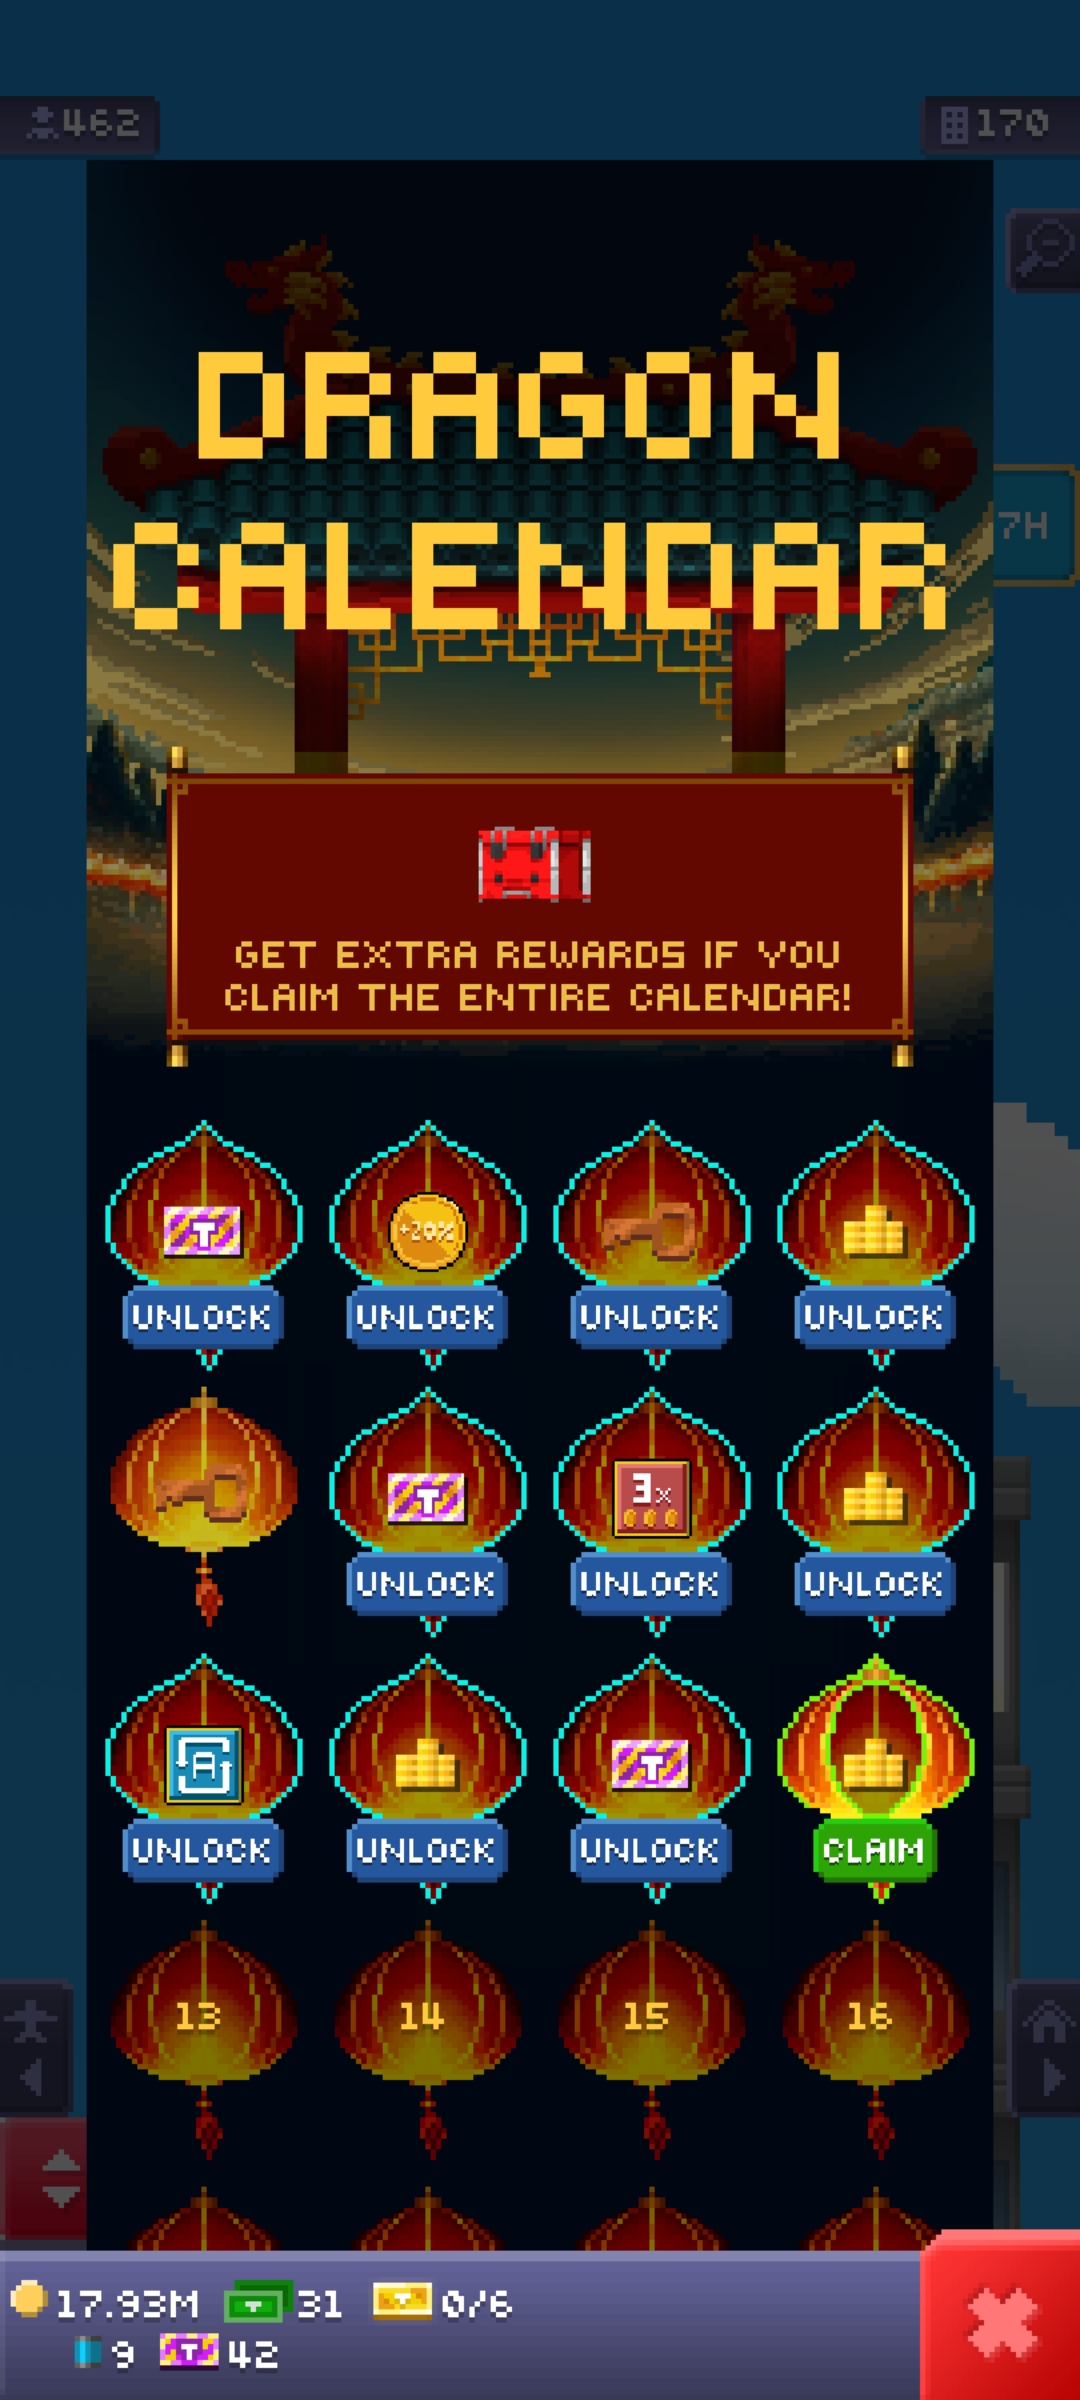 462
170
DRAGON
CALENDAR
7H
GET EXTRA REWARDS IF YOU
CLAIM THE ENTIRE CALENDAR!
T +20%
UNLOCK UNLOCK UNLOCK UNLOCK
T 3x
UNLOCK UNLOCK UNLOCK
A T
UNLOCK UNLOCK UNLOCK CLAIM
13 14 15 16
17.93M 31 0/6
9 T 42